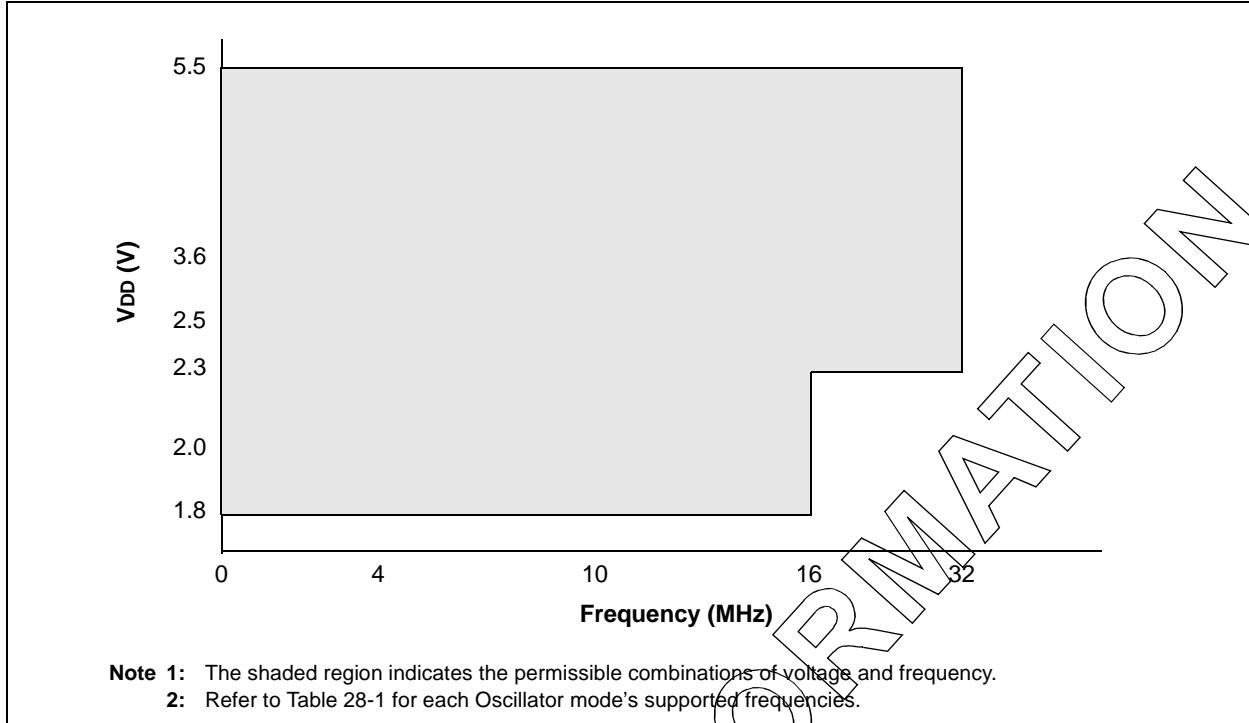 5.5
3.6
VDD (V)
2.5
2.3
2.0
1.8
0 4 10 16 32
Frequency (MHz)
Note 1: The shaded region indicates the permissible combinations of voltage and frequency.
2: Refer to Table 28-1 for each Oscillator mode's supported frequencies.
ORMATION